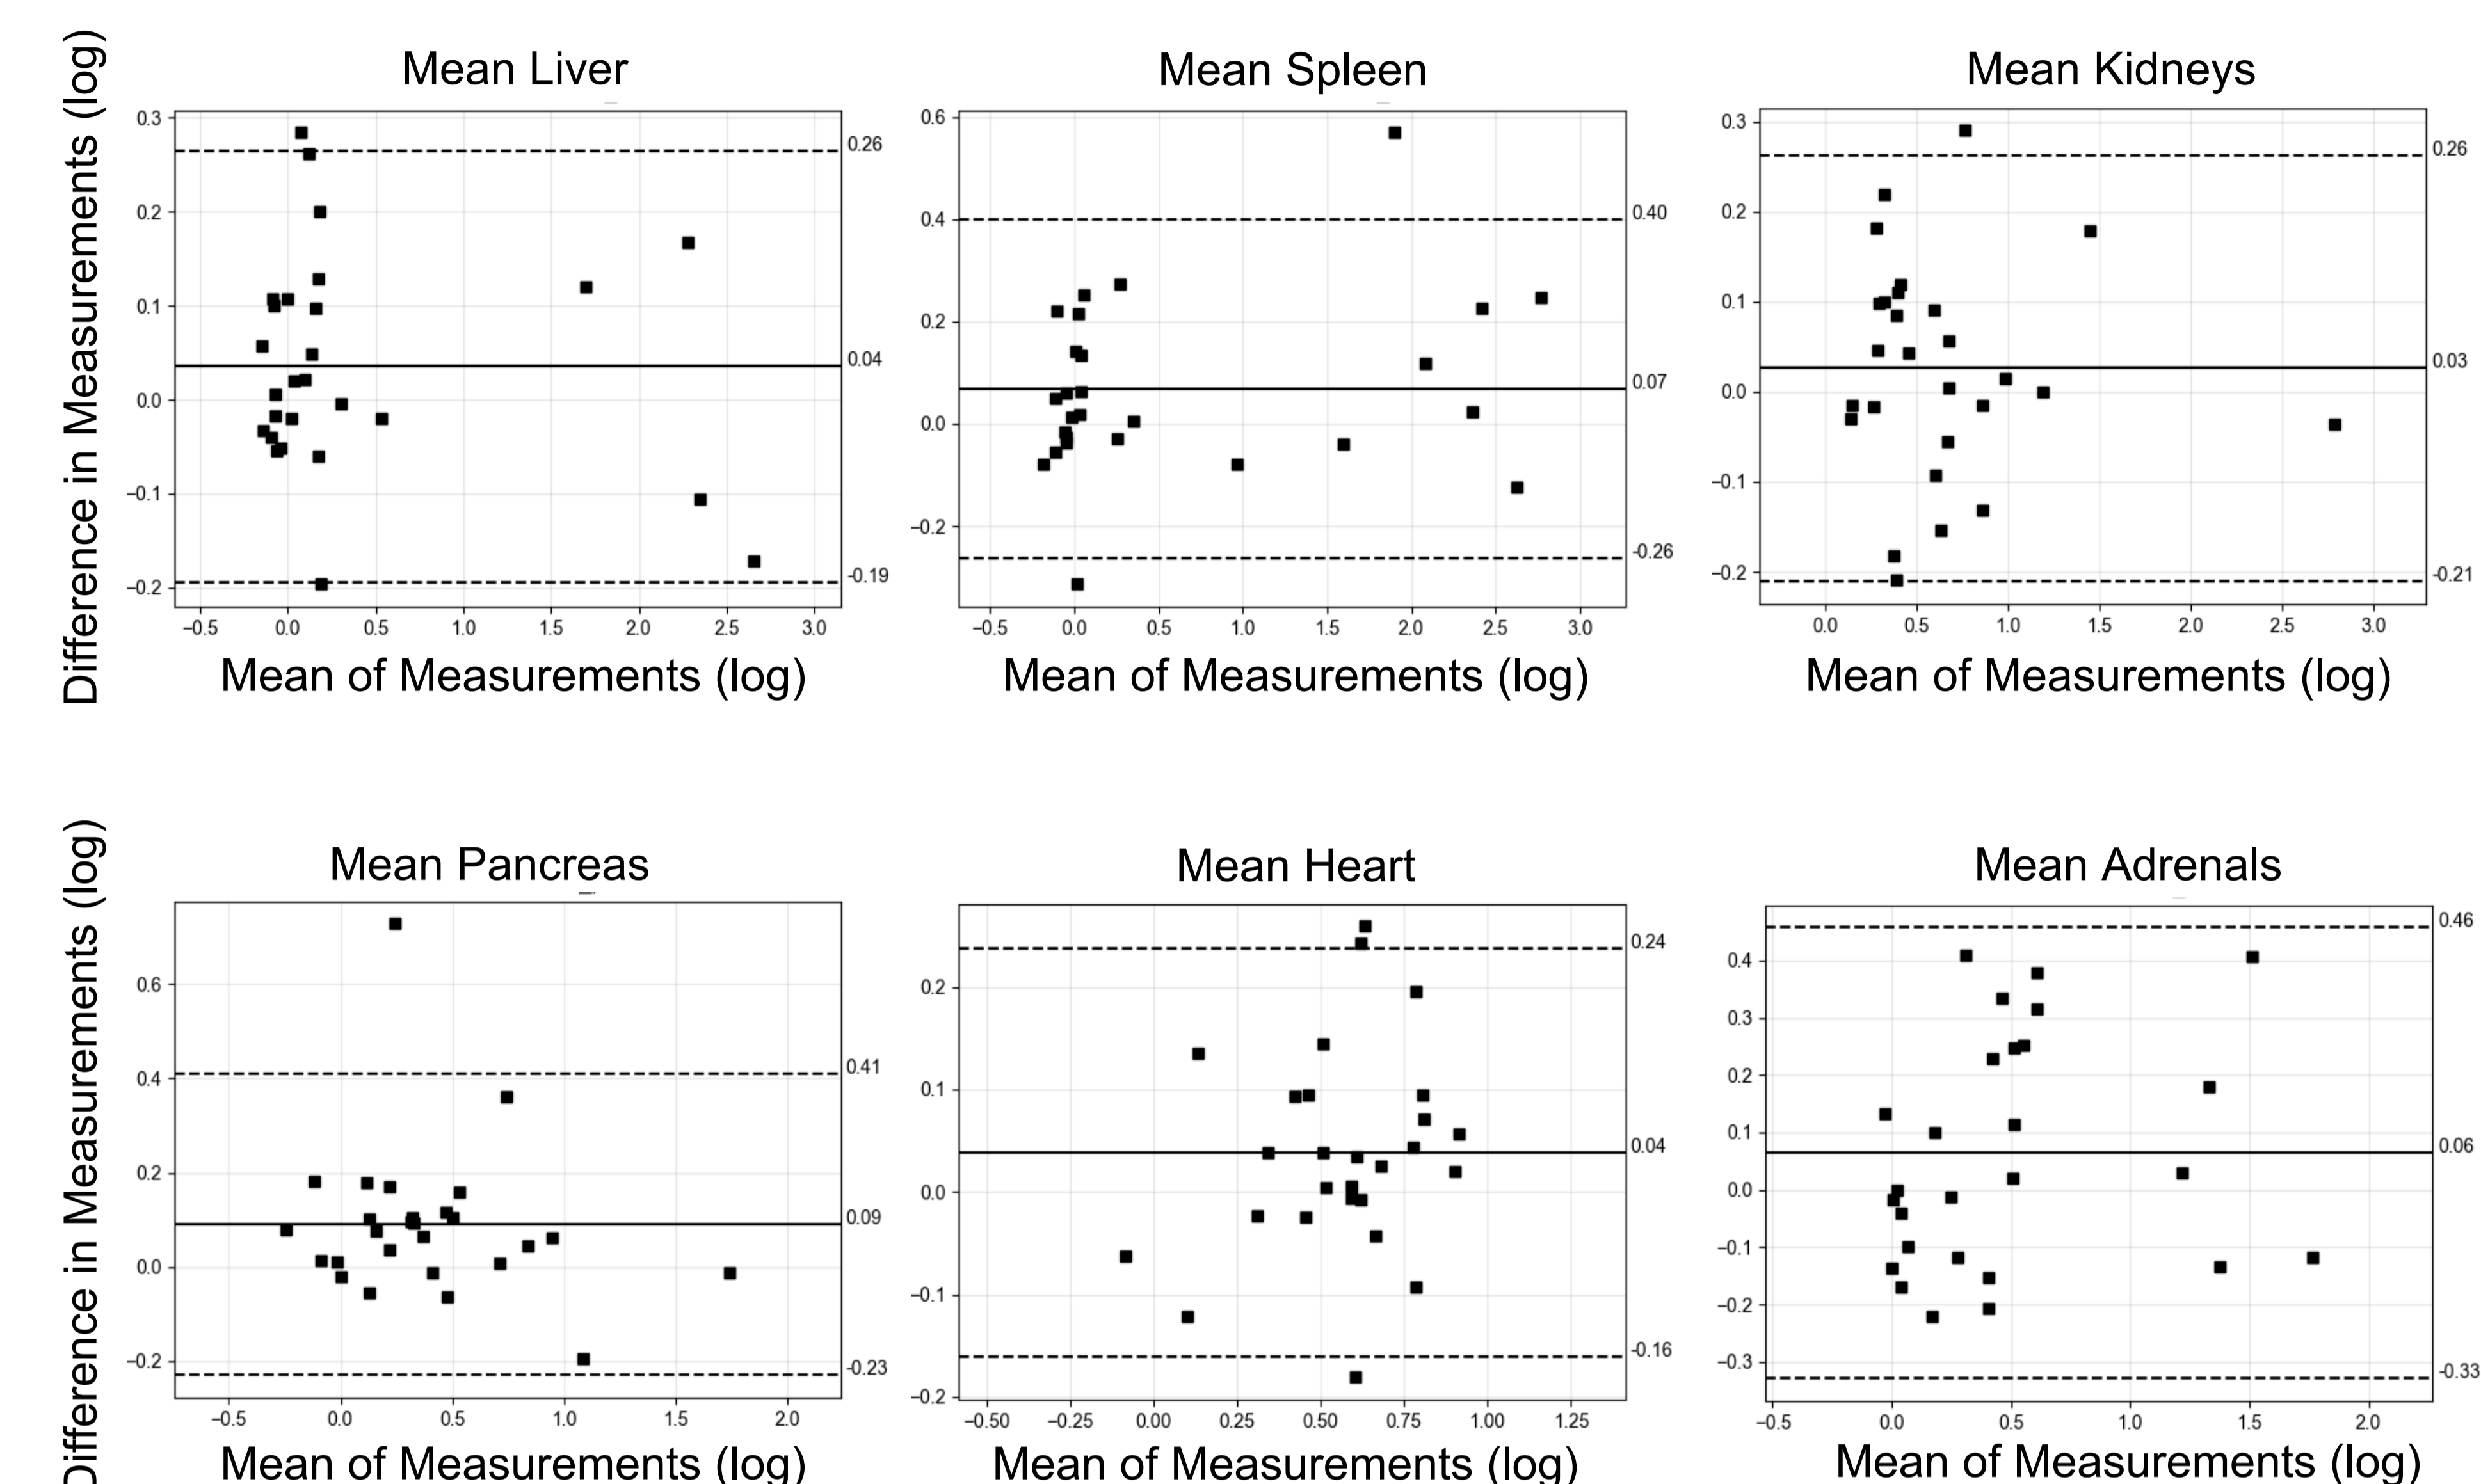 Difference in Measurements (log)
Mean Liver
0.3
0.2
0.1
0.0
−0.1
−0.2
0.26
0.04
-0.19
−0.5 0.0 0.5 1.0 1.5 2.0 2.5 3.0
Mean of Measurements (log)
Mean Spleen
0.6
0.4
0.2
0.0
−0.2
0.40
0.07
-0.26
−0.5 0.0 0.5 1.0 1.5 2.0 2.5 3.0
Mean of Measurements (log)
Mean Kidneys
0.3
0.2
0.1
0.0
−0.1
−0.2
0.26
0.03
-0.21
0.0 0.5 1.0 1.5 2.0 2.5 3.0
Mean of Measurements (log)
Difference in Measurements (log)
Mean Pancreas
0.6
0.4
0.2
0.0
−0.2
0.41
0.09
-0.23
−0.5 0.0 0.5 1.0 1.5 2.0
Mean of Measurements (log)
Mean Heart
0.2
0.1
0.0
−0.1
−0.2
0.24
0.04
-0.16
−0.50 −0.25 0.00 0.25 0.50 0.75 1.00 1.25
Mean of Measurements (log)
Mean Adrenals
0.4
0.3
0.2
0.1
0.0
−0.1
−0.2
−0.3
0.46
0.06
-0.33
−0.5 0.0 0.5 1.0 1.5 2.0
Mean of Measurements (log)